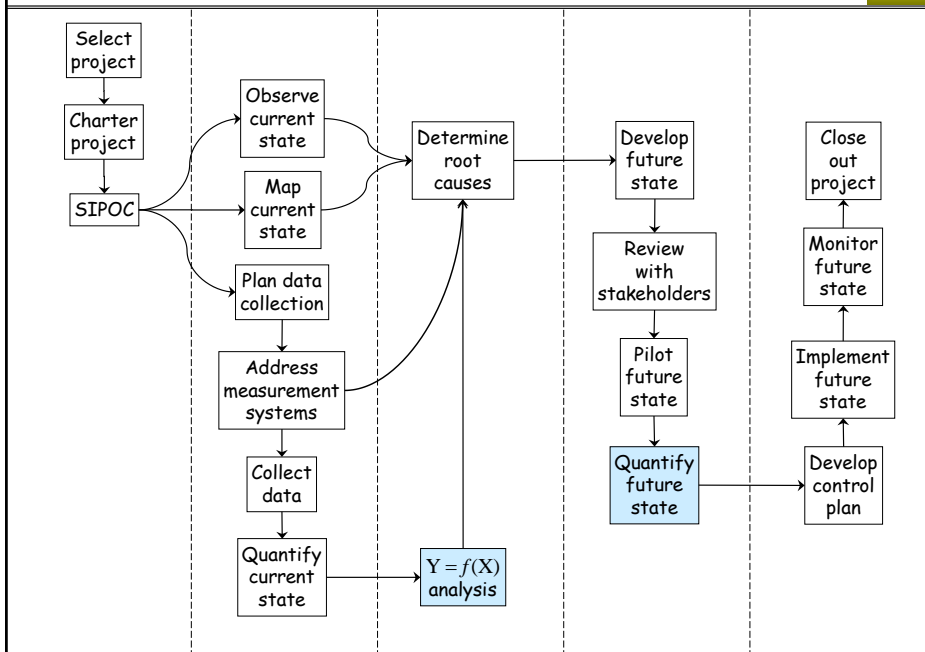 Select
project
Charter
project
SIPOC
Observe
current
state
Map
current
state
Plan data
collection
Address
measurement
systems
Collect
data
Quantify
current
state
Determine
root
causes
Y = f(X)
analysis
Develop
future
state
Review
with
stakeholders
Pilot
future
state
Quantify
future
state
Close
out
project
Monitor
future
state
Implement
future
state
Develop
control
plan